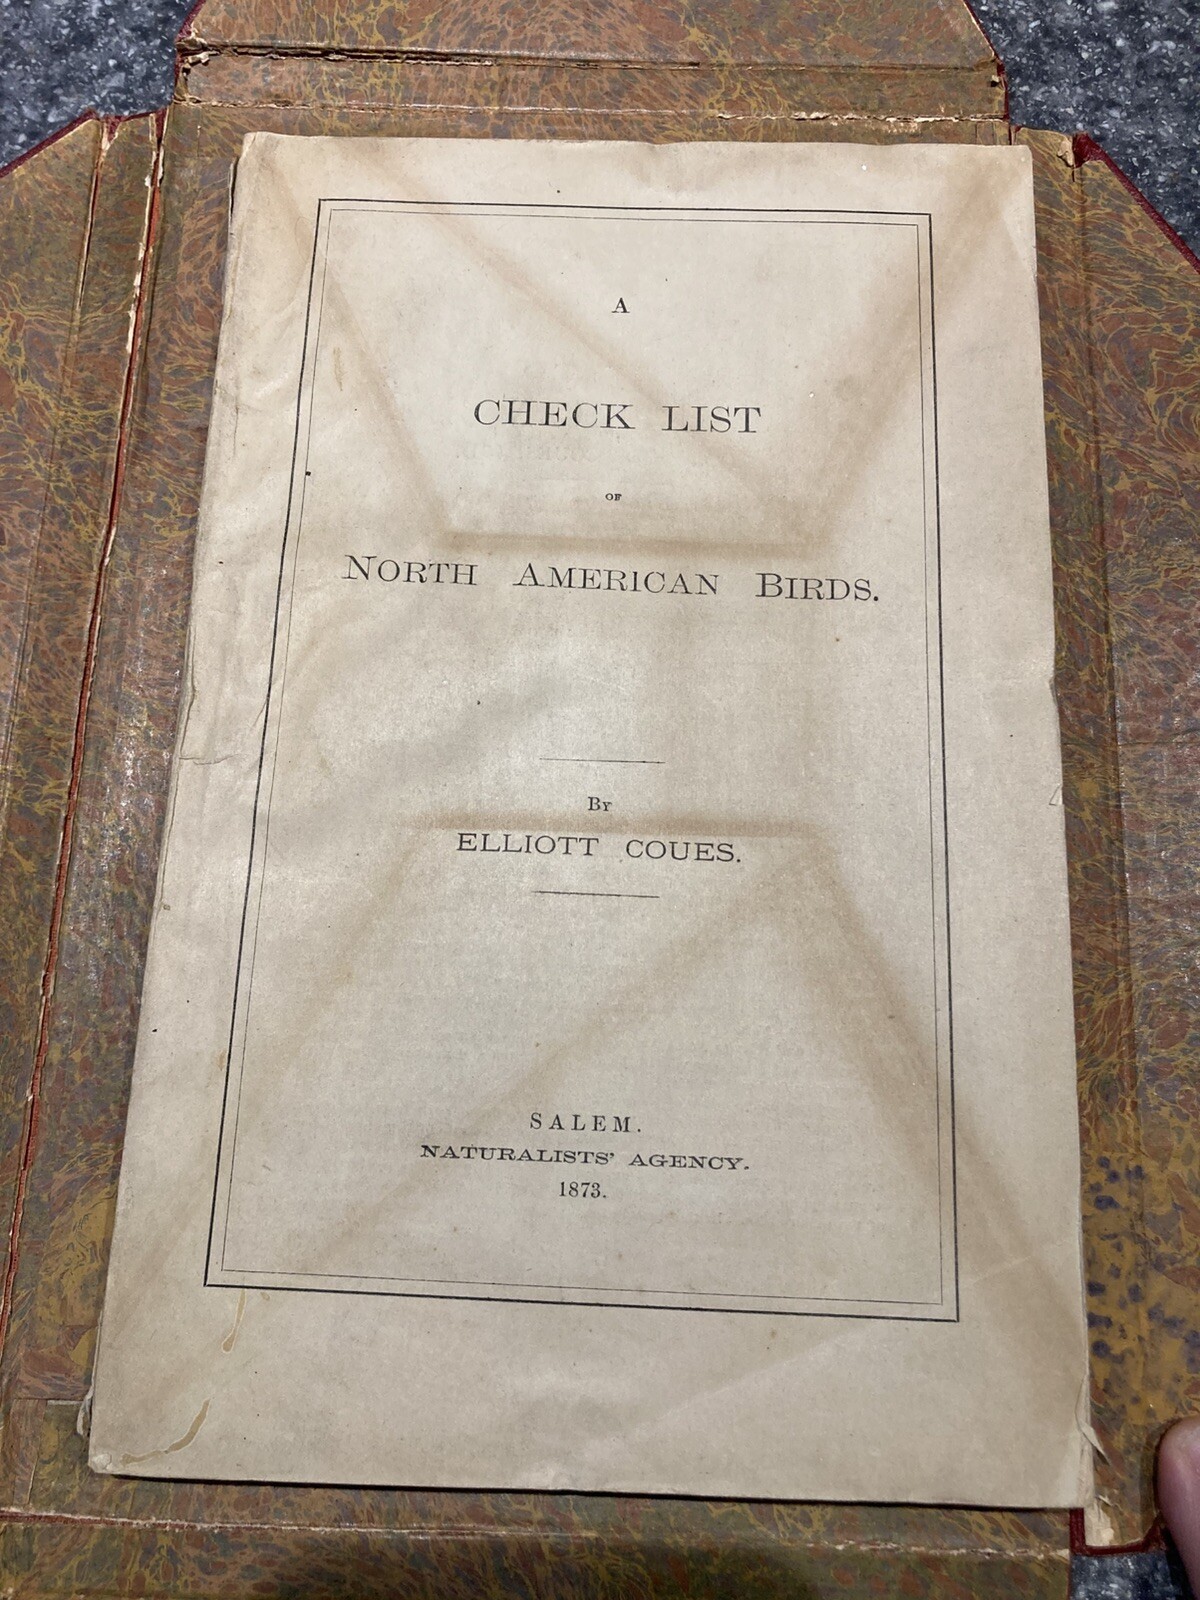 A
CHECK LIST
OF
NORTH AMERICAN BIRDS.
By
ELLIOTT COUES.
SALEM.
NATURALISTS' AGENCY.
1873.